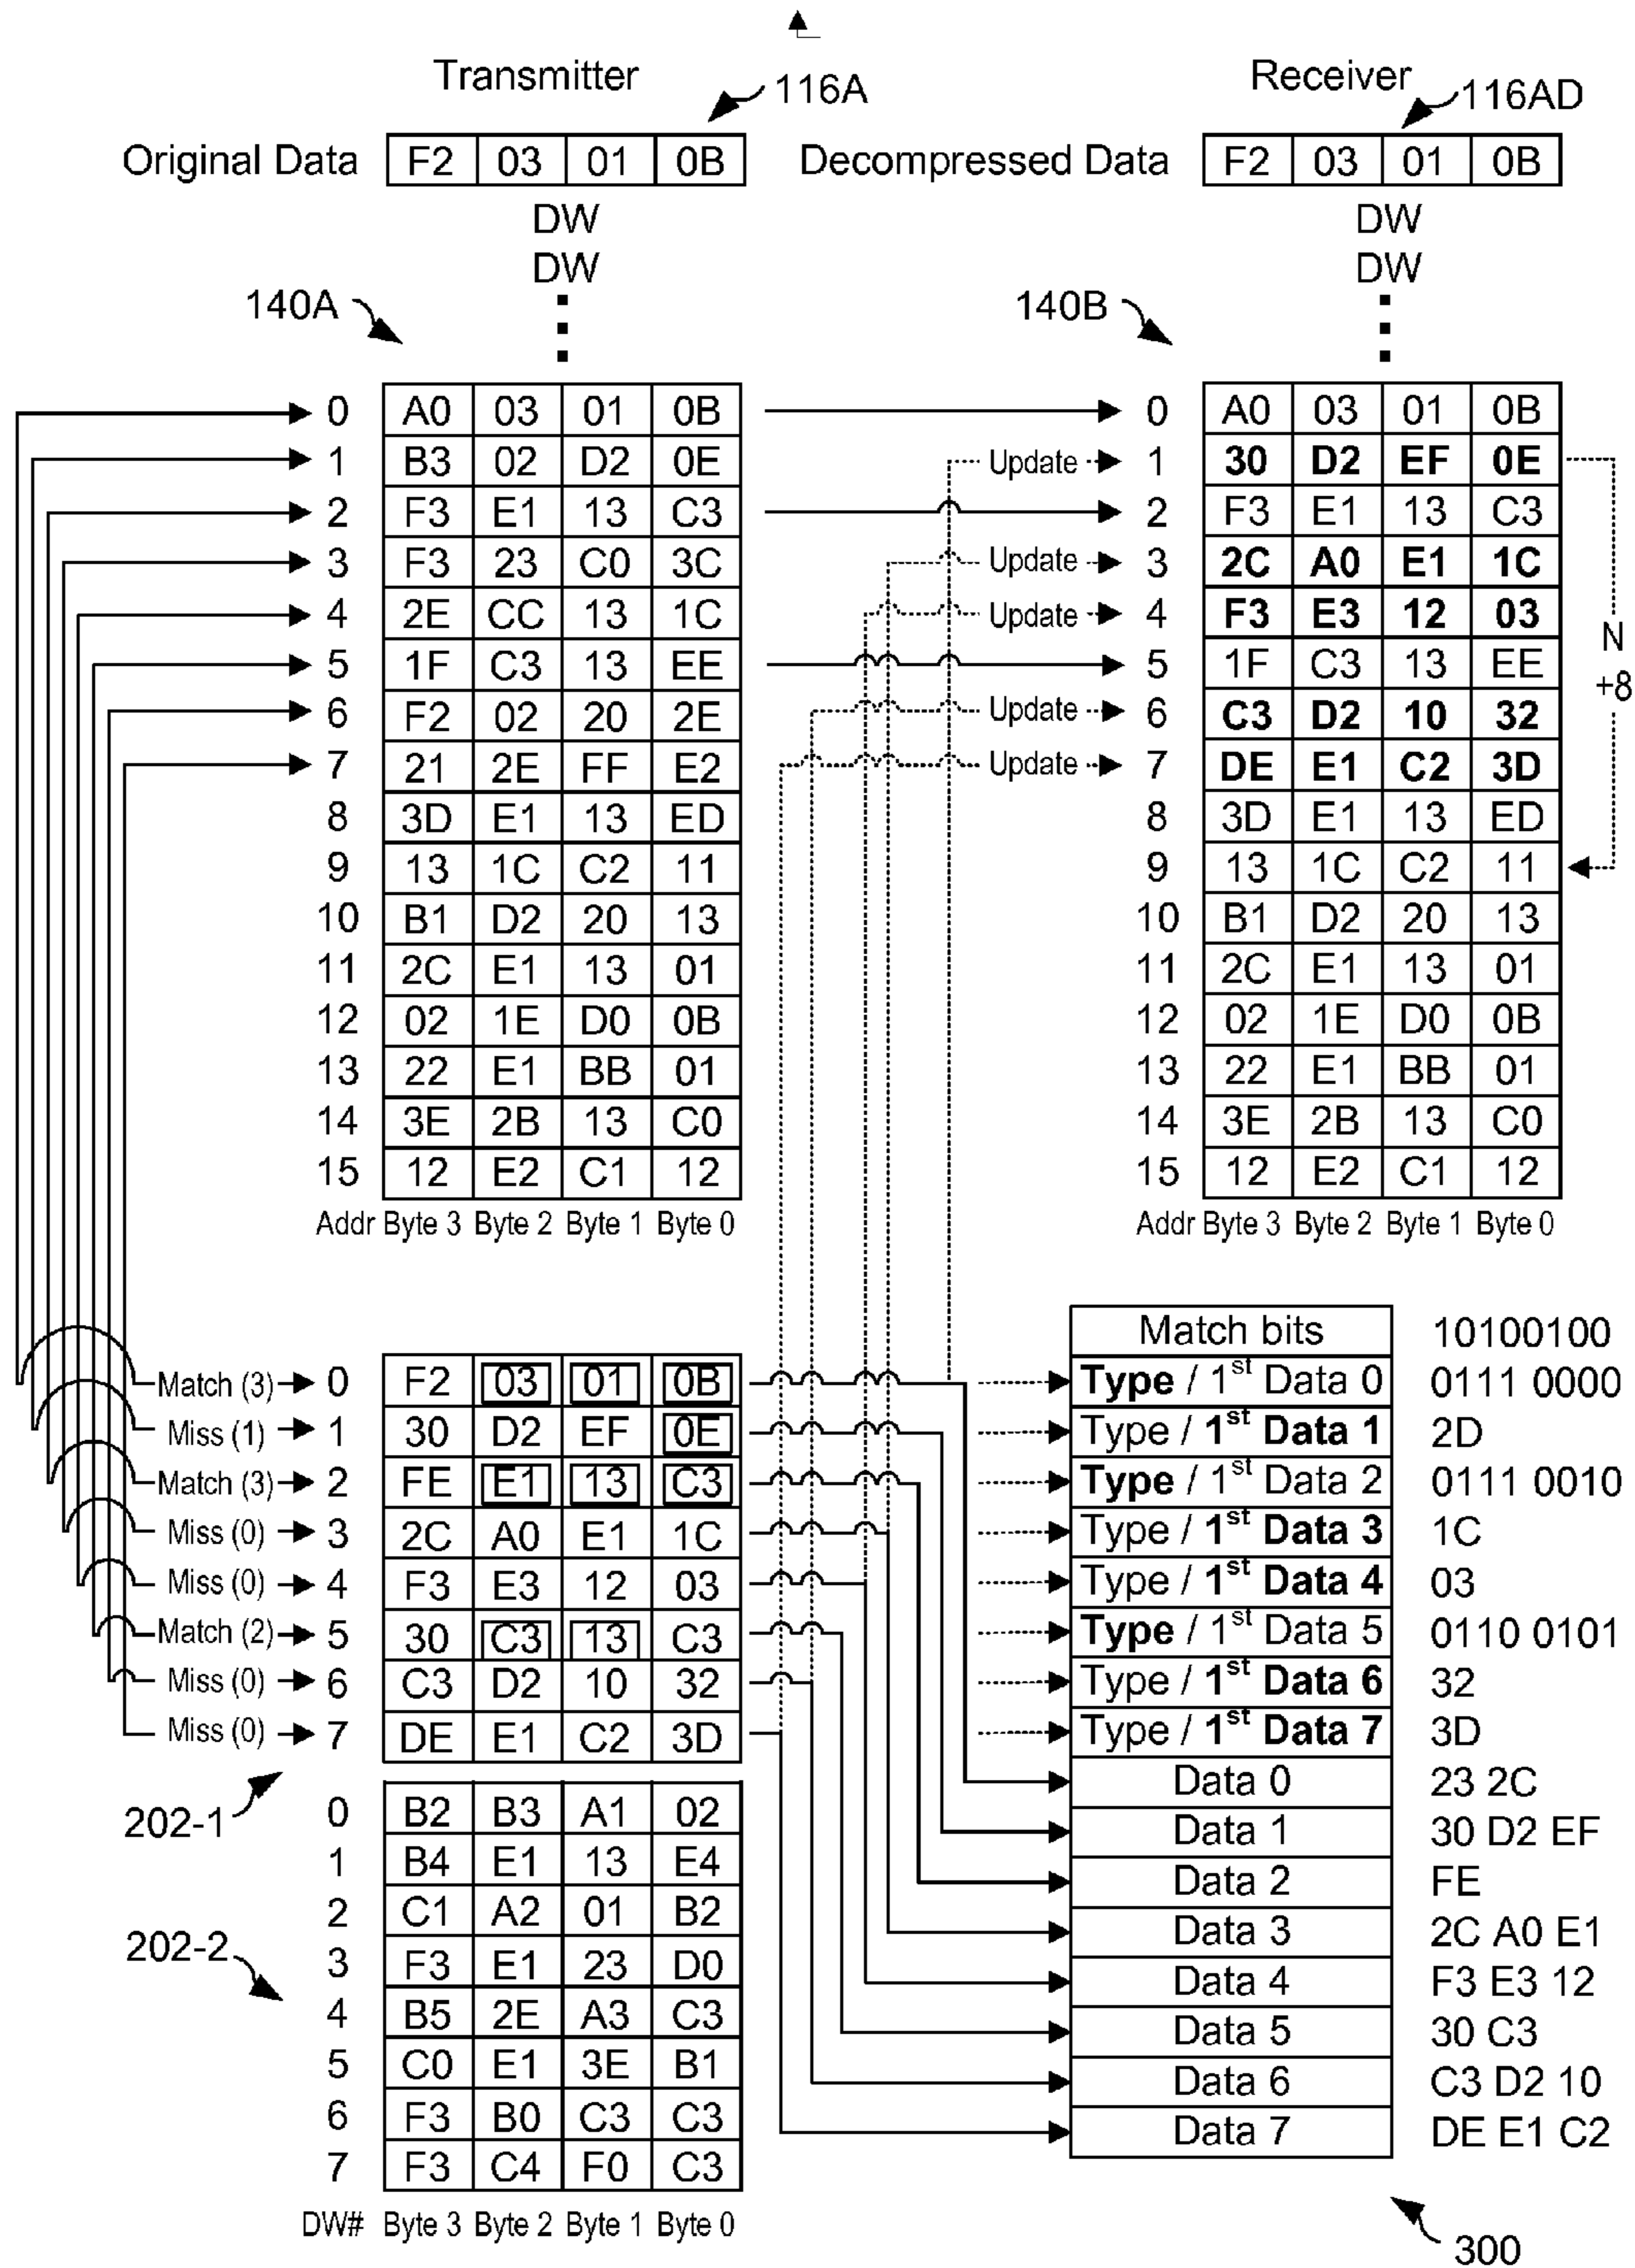 Transmitter
116A
Original Data F2 03 01 0B
DW
DW
140A
0 A0 03 01 0B
1 B3 02 D2 0E
2 F3 E1 13 C3
3 F3 23 C0 3C
4 2E CC 13 1C
5 1F C3 13 EE
6 F2 02 20 2E
7 21 2E FF E2
8 3D E1 13 ED
9 13 1C C2 11
10 B1 D2 20 13
11 2C E1 13 01
12 02 1E D0 0B
13 22 E1 BB 01
14 3E 2B 13 C0
15 12 E2 C1 12
Addr Byte 3 Byte 2 Byte 1 Byte 0
Receiver
116AD
Decompressed Data F2 03 01 0B
DW
DW
140B
0 A0 03 01 0B
Update 1 30 D2 EF 0E
2 F3 E1 13 C3
Update 3 2C A0 E1 1C
Update 4 F3 E3 12 03
5 1F C3 13 EE
Update 6 C3 D2 10 32
Update 7 DE E1 C2 3D
8 3D E1 13 ED
9 13 1C C2 11
10 B1 D2 20 13
11 2C E1 13 01
12 02 1E D0 0B
13 22 E1 BB 01
14 3E 2B 13 C0
15 12 E2 C1 12
Addr Byte 3 Byte 2 Byte 1 Byte 0
N
+8
Match (3) 0 F2 03 01 0B
Miss (1) 1 30 D2 EF 0E
Match (3) 2 FE E1 13 C3
Miss (0) 3 2C A0 E1 1C
Miss (0) 4 F3 E3 12 03
Match (2) 5 30 C3 13 C3
Miss (0) 6 C3 D2 10 32
Miss (0) 7 DE E1 C2 3D
202-1
0 B2 B3 A1 02
1 B4 E1 13 E4
2 C1 A2 01 B2
3 F3 E1 23 D0
4 B5 2E A3 C3
5 C0 E1 3E B1
6 F3 B0 C3 C3
7 F3 C4 F0 C3
DW# Byte 3 Byte 2 Byte 1 Byte 0
202-2
Match bits 10100100
Type / 1st Data 0 0111 0000
Type / 1st Data 1 2D
Type / 1st Data 2 0111 0010
Type / 1st Data 3 1C
Type / 1st Data 4 03
Type / 1st Data 5 0110 0101
Type / 1st Data 6 32
Type / 1st Data 7 3D
Data 0 23 2C
Data 1 30 D2 EF
Data 2 FE
Data 3 2C A0 E1
Data 4 F3 E3 12
Data 5 30 C3
Data 6 C3 D2 10
Data 7 DE E1 C2
300